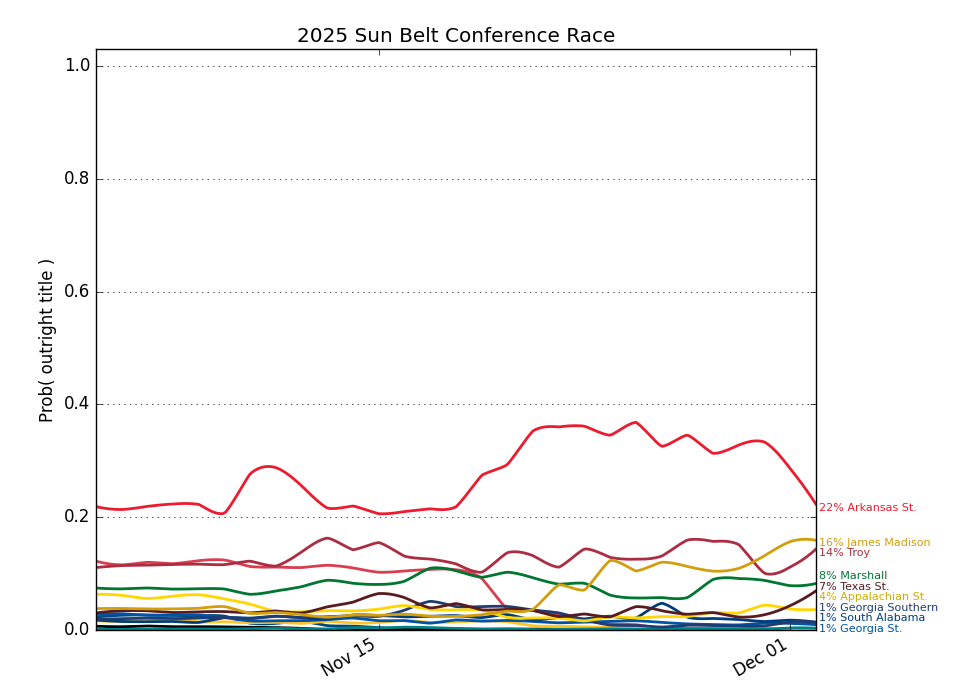 2025 Sun Belt Conference Race
Prob( outright title )
1.0
0.8
0.6
0.4
0.2
0.0
Nov 15
Dec 01
22% Arkansas St.
16% James Madison
14% Troy
8% Marshall
7% Texas St.
4% Appalachian St.
1% Georgia Southern
1% South Alabama
1% Georgia St.